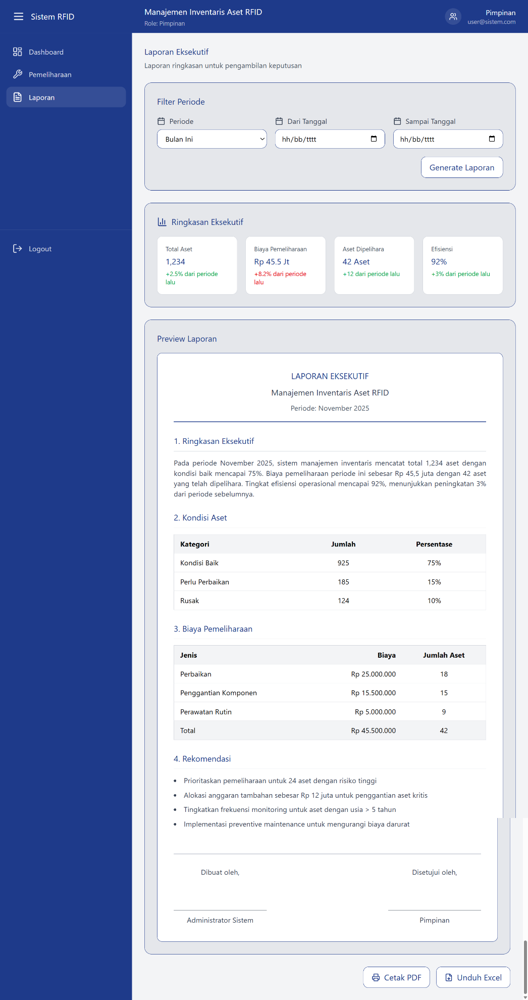 Sistem RFID
Manajemen Inventaris Aset RFID
Role: Pimpinan
Pimpinan
user@sistem.com
Dashboard
Pemeliharaan
Laporan
Logout
Laporan Eksekutif
Laporan ringkasan untuk pengambilan keputusan
Filter Periode
Periode
Dari Tanggal
Sampai Tanggal
Bulan Ini
hh/bb/tttt
hh/bb/tttt
Generate Laporan
Ringkasan Eksekutif
Total Aset
1,234
+2.5% dari periode
lalu
Biaya Pemeliharaan
Rp 45.5 Jt
+8.2% dari periode
lalu
Aset Dipelihara
42 Aset
+12 dari periode lalu
Efisiensi
92%
+3% dari periode lalu
Preview Laporan
LAPORAN EKSEKUTIF
Manajemen Inventaris Aset RFID
Periode: November 2025
1. Ringkasan Eksekutif
Pada periode November 2025, sistem manajemen inventaris mencatat total 1,234 aset dengan
kondisi baik mencapai 75%. Biaya pemeliharaan periode ini sebesar Rp 45,5 juta dengan 42 aset
yang telah dipelihara. Tingkat efisiensi operasional mencapai 92%, menunjukkan peningkatan 3%
dari periode sebelumnya.
2. Kondisi Aset
Kategori Jumlah Persentase
Kondisi Baik 925 75%
Perlu Perbaikan 185 15%
Rusak 124 10%
3. Biaya Pemeliharaan
Jenis Biaya Jumlah Aset
Perbaikan Rp 25.000.000 18
Penggantian Komponen Rp 15.500.000 15
Perawatan Rutin Rp 5.000.000 9
Total Rp 45.500.000 42
4. Rekomendasi
• Prioritaskan pemeliharaan untuk 24 aset dengan risiko tinggi
• Alokasi anggaran tambahan sebesar Rp 12 juta untuk penggantian aset kritis
• Tingkatkan frekuensi monitoring untuk aset dengan usia > 5 tahun
• Implementasi preventive maintenance untuk mengurangi biaya darurat
Dibuat oleh, Disetujui oleh,
Administrator Sistem Pimpinan
Cetak PDF
Unduh Excel